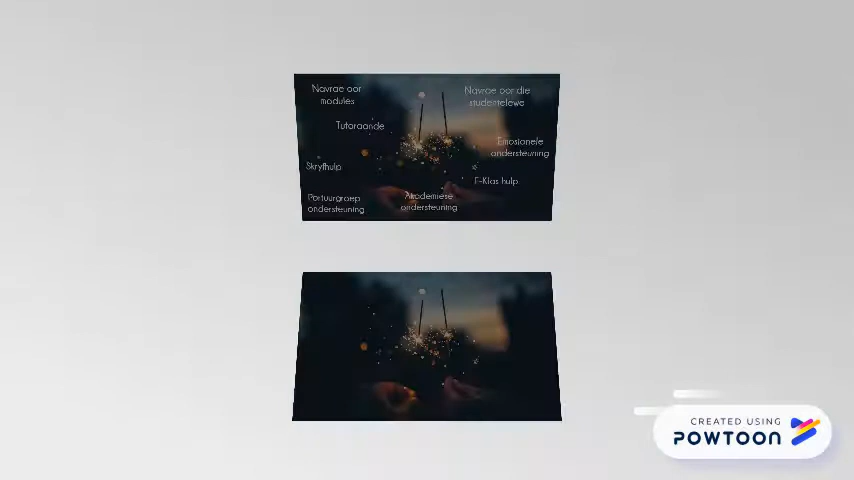 Navrae oor
modules
Navrae oor die
studentelewe
Tutoraande
Emosionele
ondersteuning
Skryfhulp
E-Klas hulp
Portuurgroep
ondersteuning
Akademiese
ondersteuning
CREATED USING
POWTOON